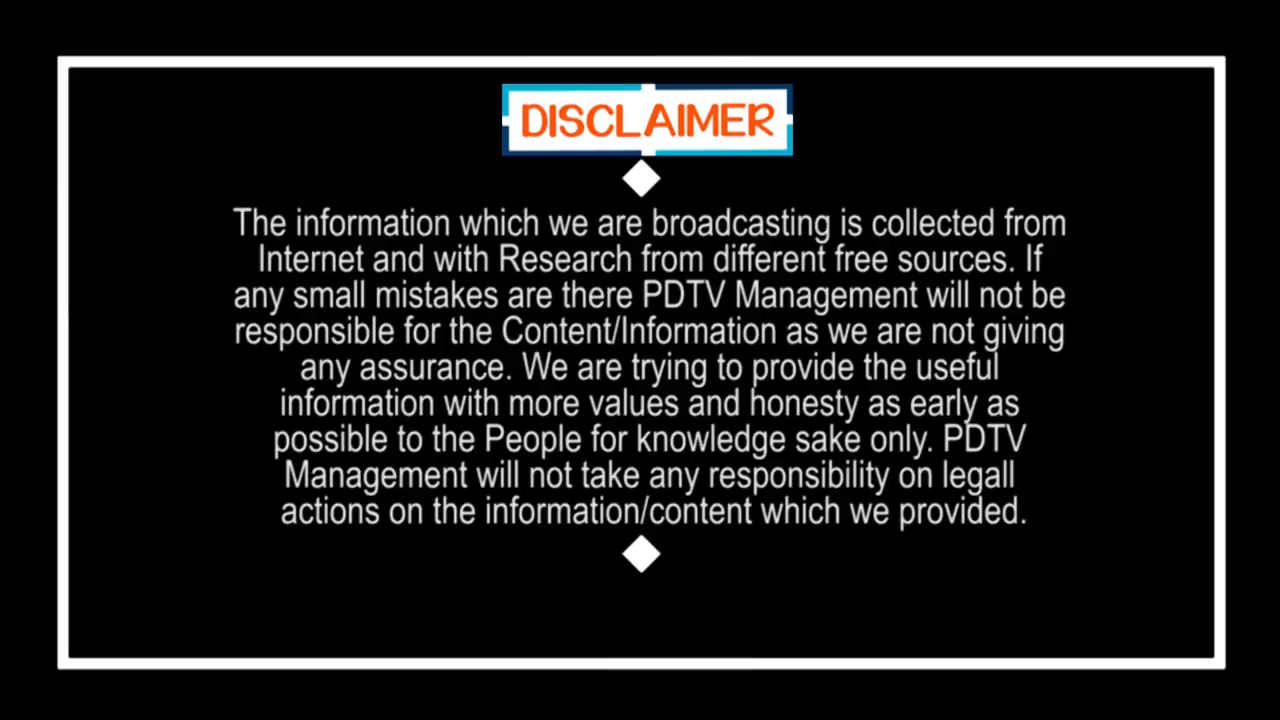 DISCLAIMER
The information which we are broadcasting is collected from
Internet and with Research from different free sources. If
any small mistakes are there PDTV Management will not be
responsible for the Content/Information as we are not giving
any assurance. We are trying to provide the useful
information with more values and honesty as early as
possible to the People for knowledge sake only. PDTV
Management will not take any responsibility on legall
actions on the information/content which we provided.